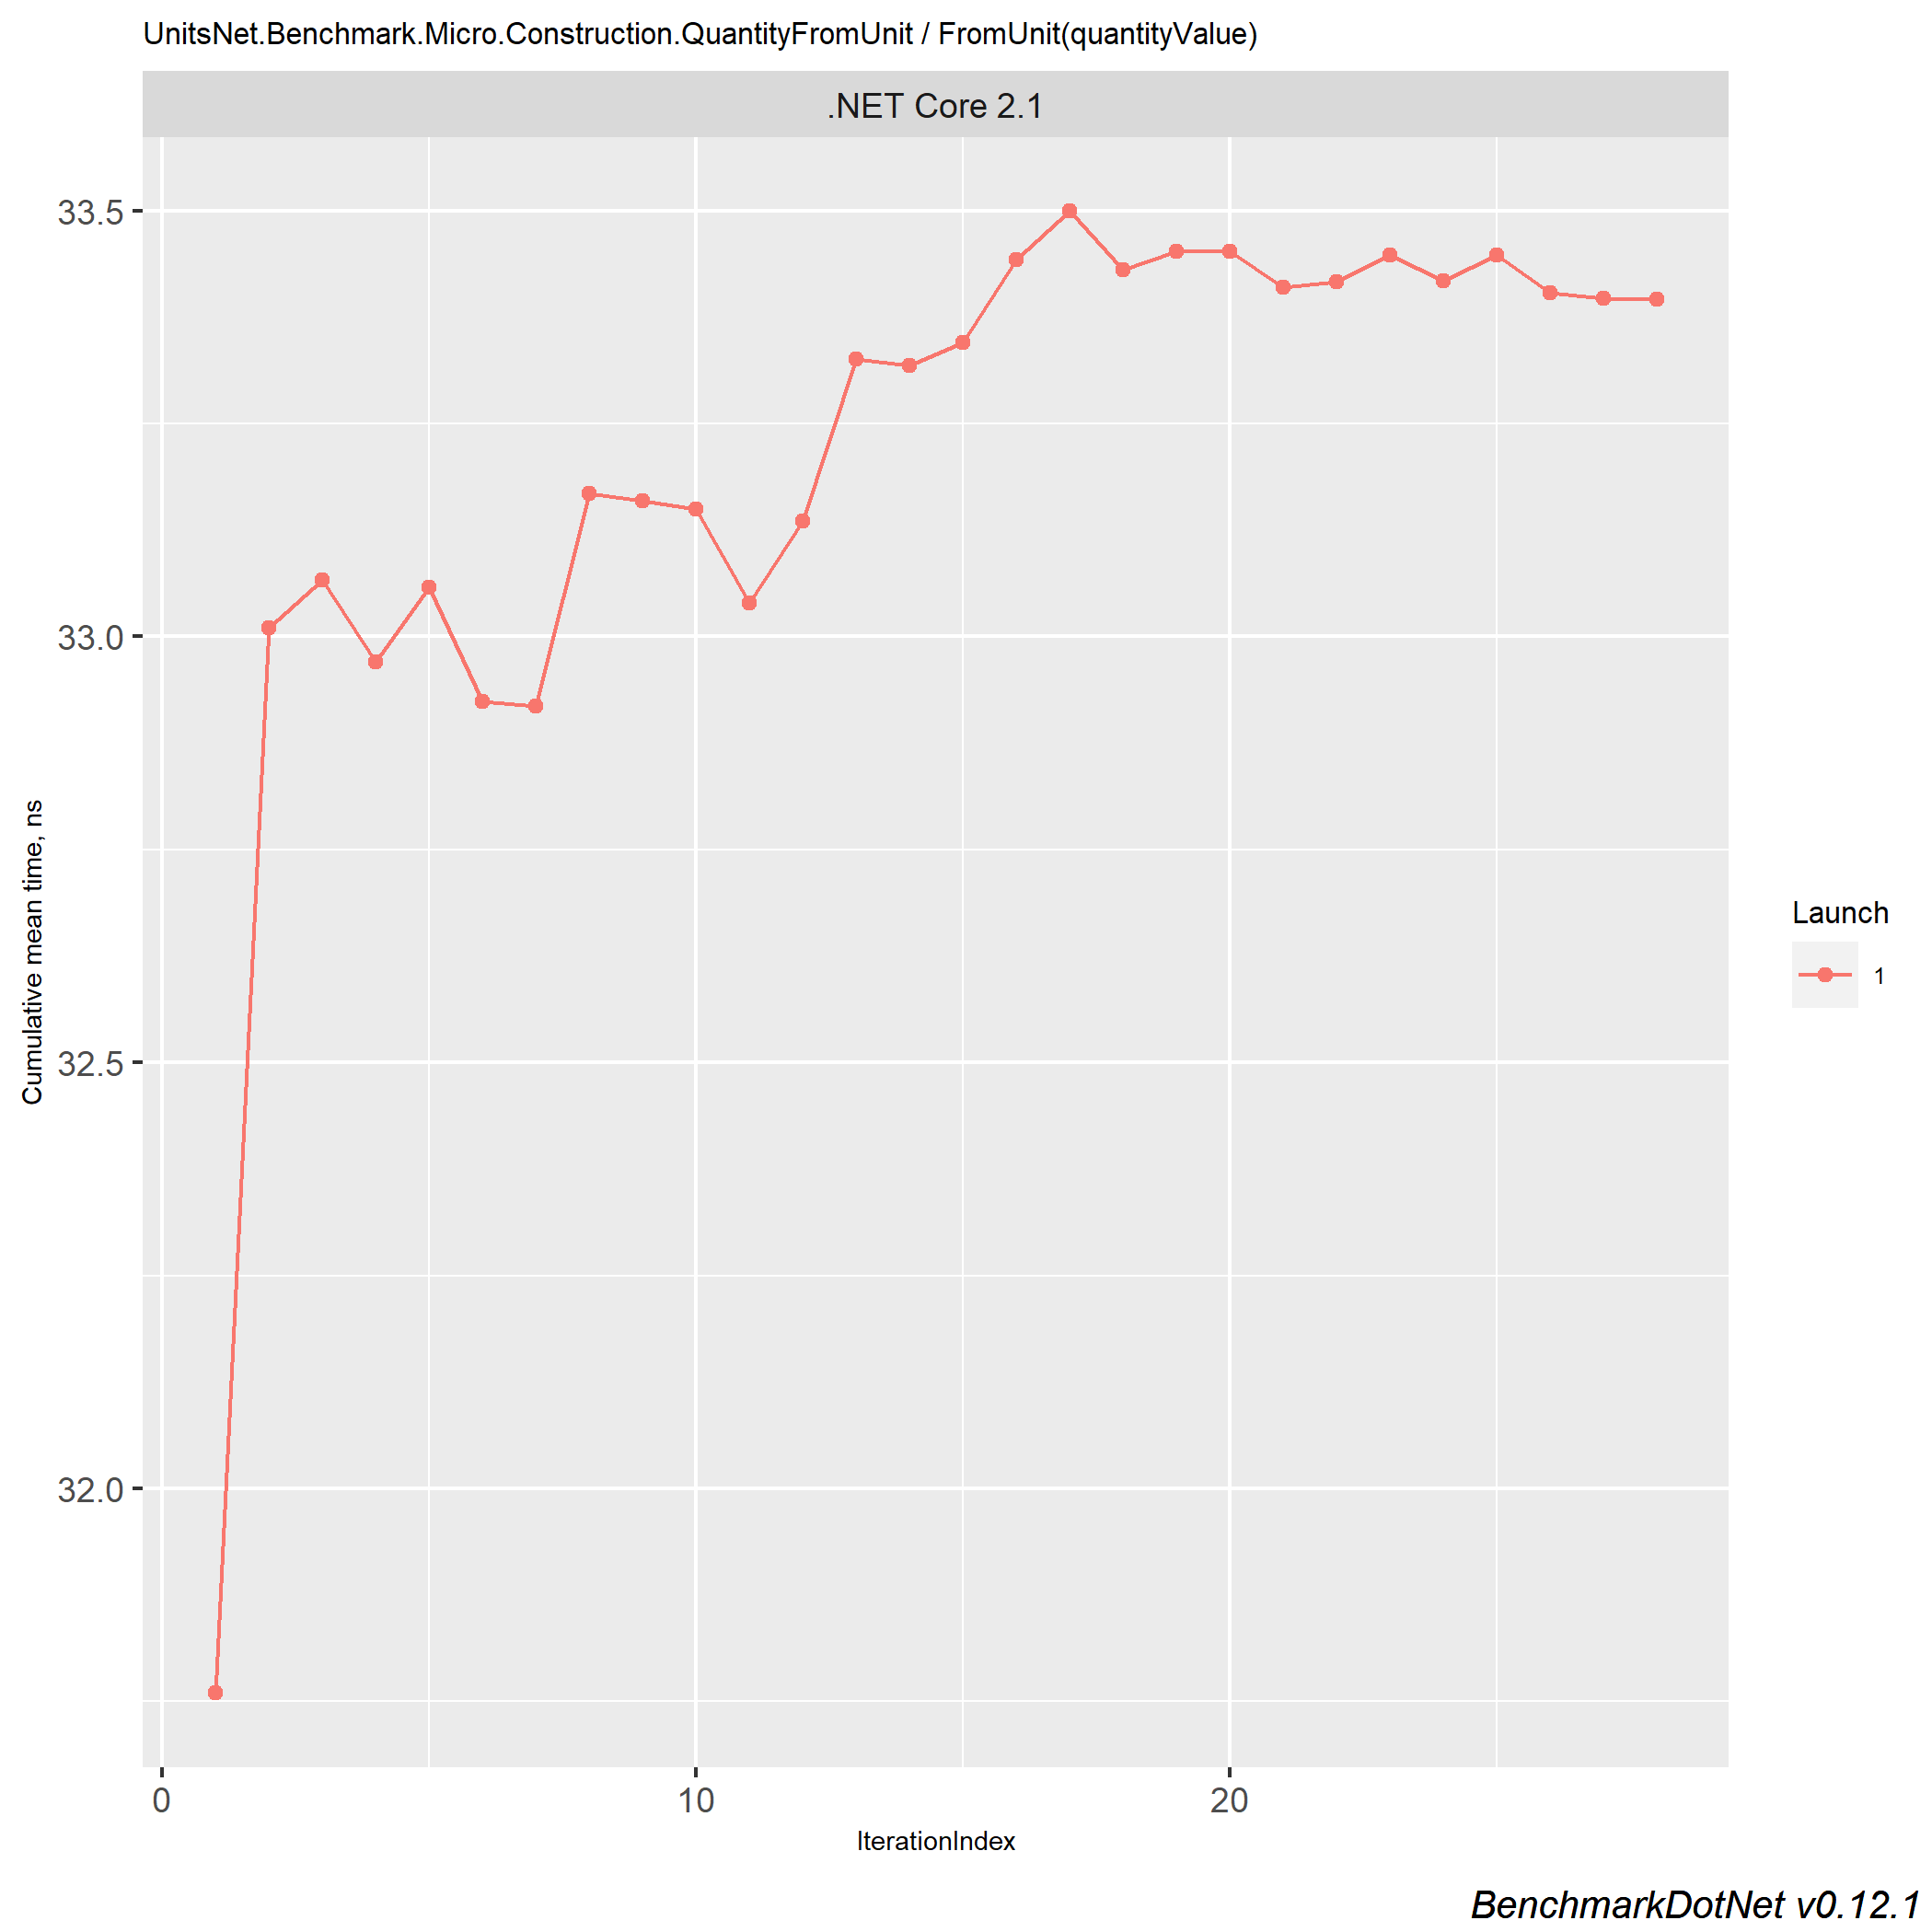 UnitsNet.Benchmark.Micro.Construction.QuantityFromUnit / FromUnit(quantityValue)
.NET Core 2.1
33.5
33.0
32.5
32.0
Cumulative mean time, ns
0 10 20
IterationIndex
Launch
1
BenchmarkDotNet v0.12.1